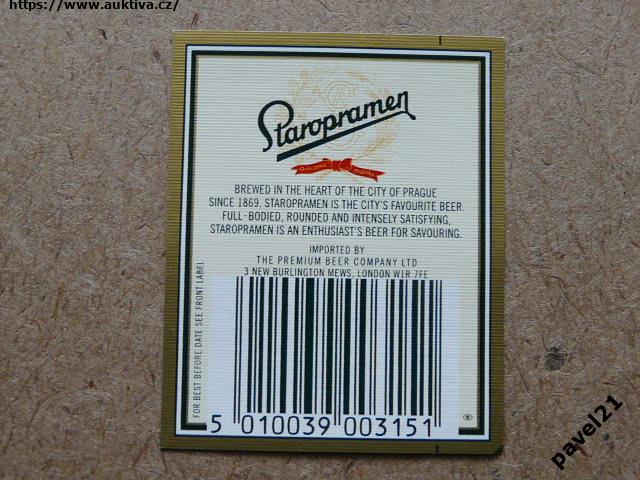 https://www.auktiva.cz/
Staropramen
Ochranná známka
BREWED IN THE HEART OF THE CITY OF PRAGUE
SINCE 1869, STAROPRAMEN IS THE CITY'S FAVOURITE BEER.
FULL-BODIED, ROUNDED AND INTENSELY SATISFYING,
STAROPRAMEN IS AN ENTHUSIAST'S BEER FOR SAVOURING.
IMPORTED BY
THE PREMIUM BEER COMPANY LTD
3 NEW BURLINGTON MEWS, LONDON W1R 7FE
FOR BEST BEFORE DATE SEE FRONT LABEL
5 010039 003151
pavel21